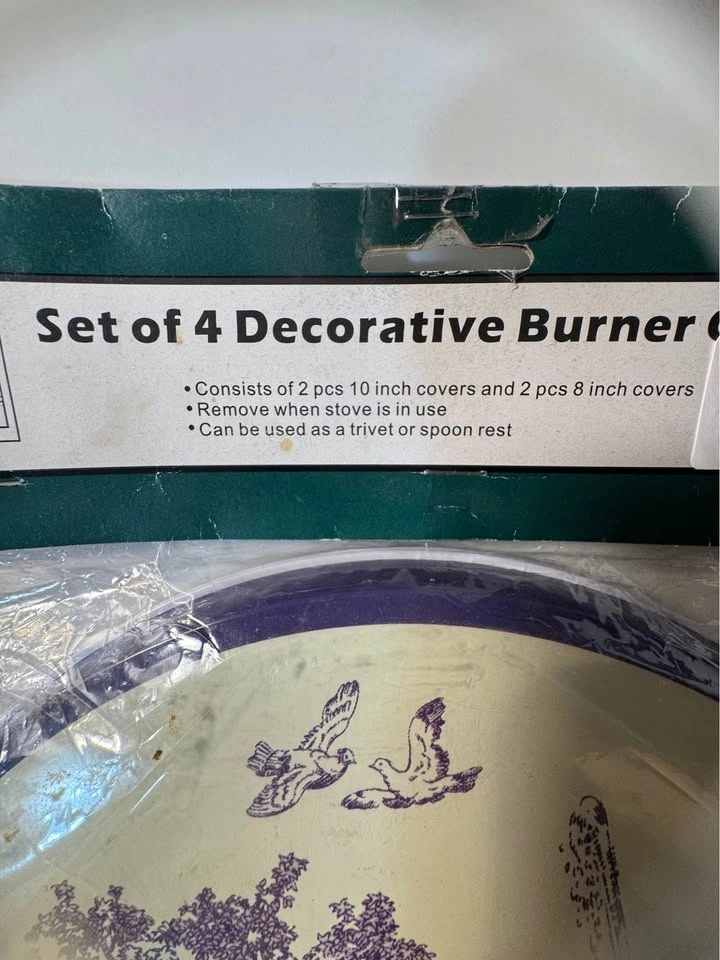 Set of 4 Decorative Burner
• Consists of 2 pcs 10 inch covers and 2 pcs 8 inch covers
• Remove when stove is in use
• Can be used as a trivet or spoon rest